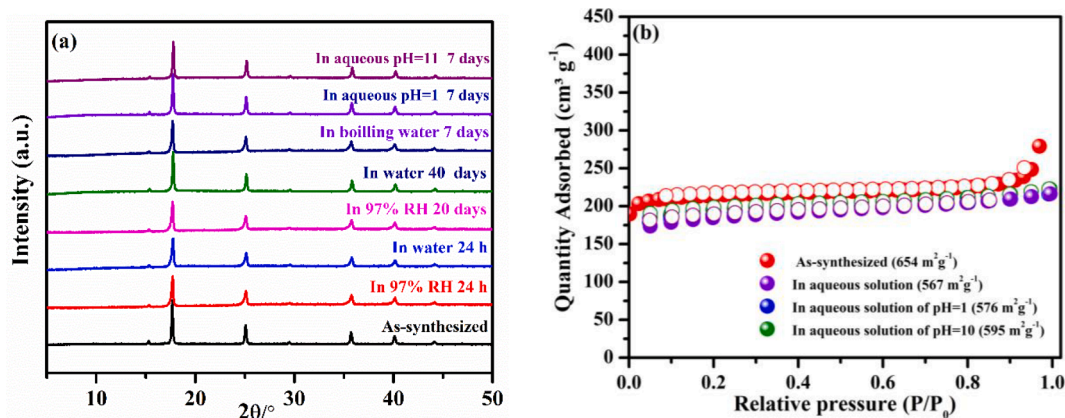 (a)
In aqueous pH=11 7 days
In aqueous pH=1 7 days
In boilling water 7 days
In water 40 days
In 97% RH 20 days
In water 24 h
In 97% RH 24 h
As-synthesized
Intensity (a.u.)
10 20 30 40 50
2θ/°
(b)
Quantity Adsorbed (cm³ g⁻¹)
450
400
350
300
250
200
150
100
50
0
As-synthesized (654 m²g⁻¹)
In aqueous solution (567 m²g⁻¹)
In aqueous solution of pH=1 (576 m²g⁻¹)
In aqueous solution of pH=10 (595 m²g⁻¹)
0.0 0.2 0.4 0.6 0.8 1.0
Relative pressure (P/P₀)